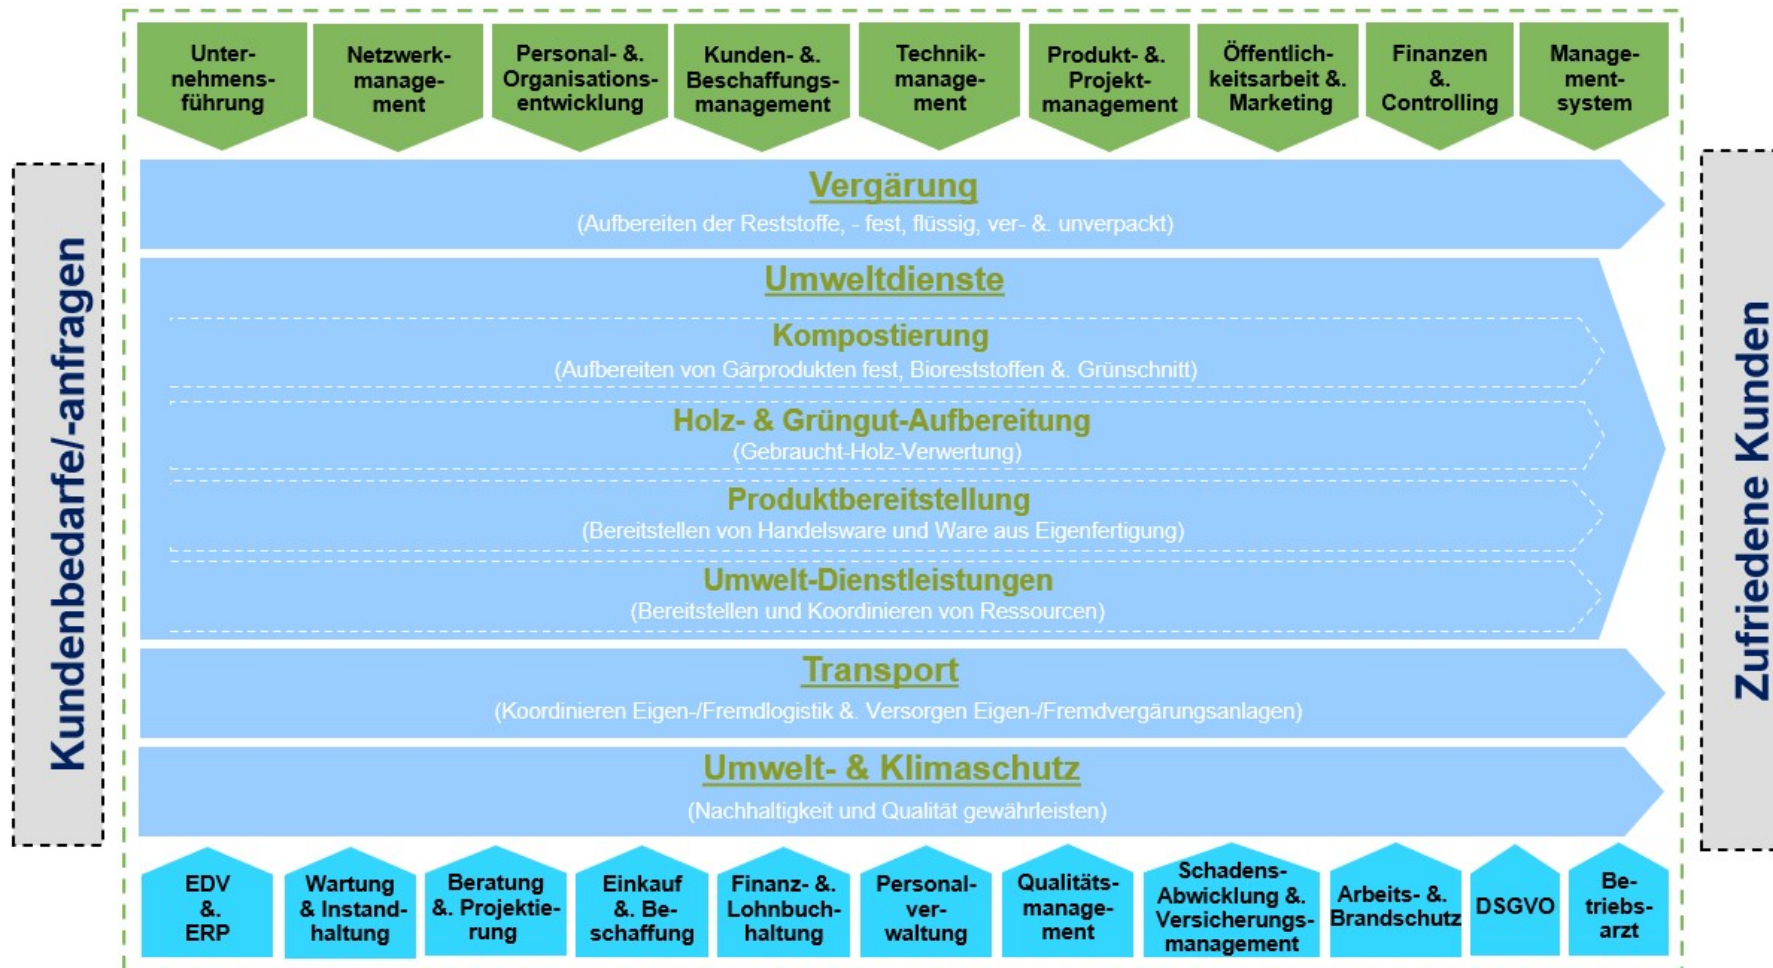 Unter-
nehmens-
führung
Netzwerk-
manage-
ment
Personal- &.
Organisations-
entwicklung
Kunden- &.
Beschaffungs-
management
Technik-
manage-
ment
Produkt- &.
Projekt-
management
Öffentlich-
keitsarbeit &.
Marketing
Finanzen
&.
Controlling
Manage-
ment-
system
Kundenbedarfe/-anfragen
Vergärung
(Aufbereiten der Reststoffe, - fest, flüssig, ver- &. unverpackt)
Umweltdienste
Kompostierung
(Aufbereiten von Gärprodukten fest, Bioreststoffen &. Grünschnitt)
Holz- & Grüngut-Aufbereitung
(Gebraucht-Holz-Verwertung)
Produktbereitstellung
(Bereitstellen von Handelsware und Ware aus Eigenfertigung)
Umwelt-Dienstleistungen
(Bereitstellen und Koordinieren von Ressourcen)
Transport
(Koordinieren Eigen-/Fremdlogistik &. Versorgen Eigen-/Fremdvergärungsanlagen)
Umwelt- & Klimaschutz
(Nachhaltigkeit und Qualität gewährleisten)
Zufriedene Kunden
EDV
&.
ERP
Wartung
& Instand-
haltung
Beratung
&. Projektie-
rung
Einkauf
&. Be-
schaffung
Finanz- &.
Lohnbuch-
haltung
Personal-
ver-
waltung
Qualitäts-
manage-
ment
Schadens-
Abwicklung &.
Versicherungs-
management
Arbeits- &.
Brandschutz
DSGVO
Be-
triebs-
arzt